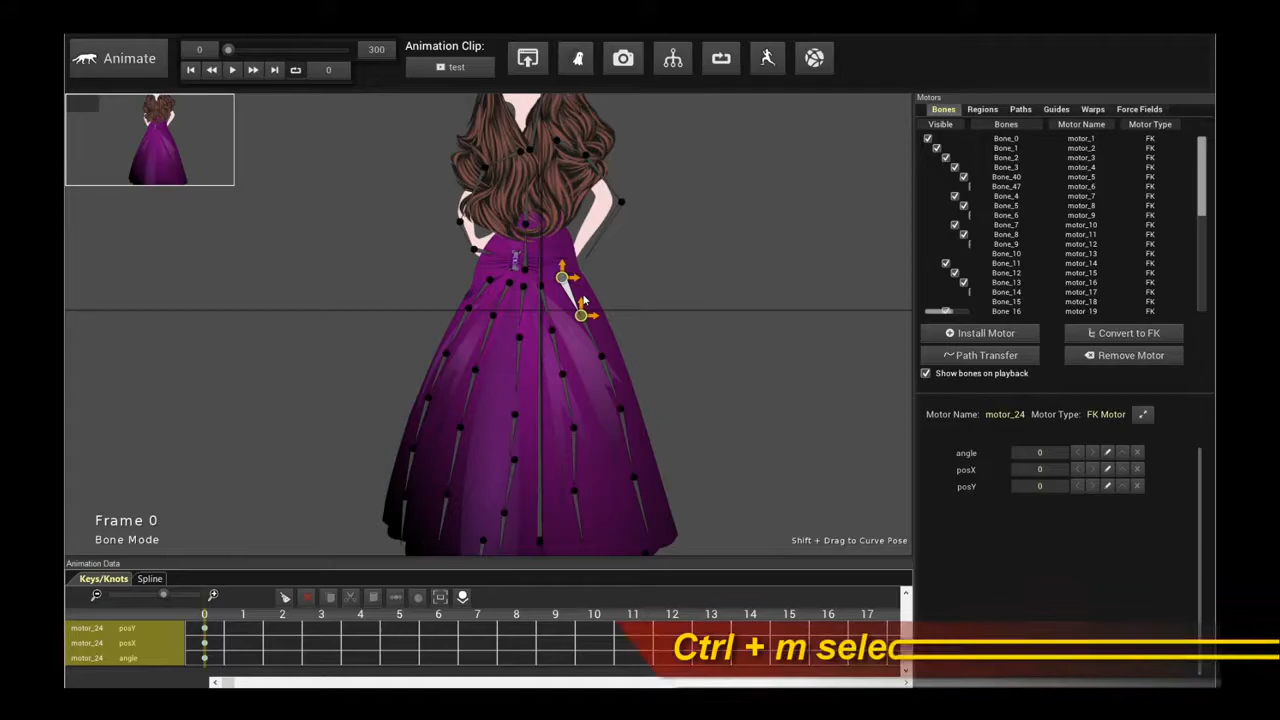 Animate
0
300
0
Animation Clip:
test
Motors
Bones Regions Paths Guides Warps Force Fields
Visible Bones Motor Name Motor Type
Bone_0 motor_1 FK
Bone_1 motor_2 FK
Bone_2 motor_3 FK
Bone_3 motor_4 FK
Bone_40 motor_5 FK
Bone_47 motor_6 FK
Bone_4 motor_7 FK
Bone_5 motor_8 FK
Bone_6 motor_9 FK
Bone_7 motor_10 FK
Bone_8 motor_11 FK
Bone_9 motor_12 FK
Bone_10 motor_13 FK
Bone_11 motor_14 FK
Bone_12 motor_15 FK
Bone_13 motor_16 FK
Bone_14 motor_17 FK
Bone_15 motor_18 FK
Bone_16 motor_19 FK
Install Motor Convert to FK
Path Transfer Remove Motor
Show bones on playback
Motor Name: motor_24 Motor Type: FK Motor
angle 0
posX 0
posY 0
Frame 0
Bone Mode
Shift + Drag to Curve Pose
Animation Data
Keys/Knots Spline
0 1 2 3 4 5 6 7 8 9 10 11 12 13 14 15 16 17
motor_24 posY
motor_24 posX
motor_24 angle
Ctrl + m selec